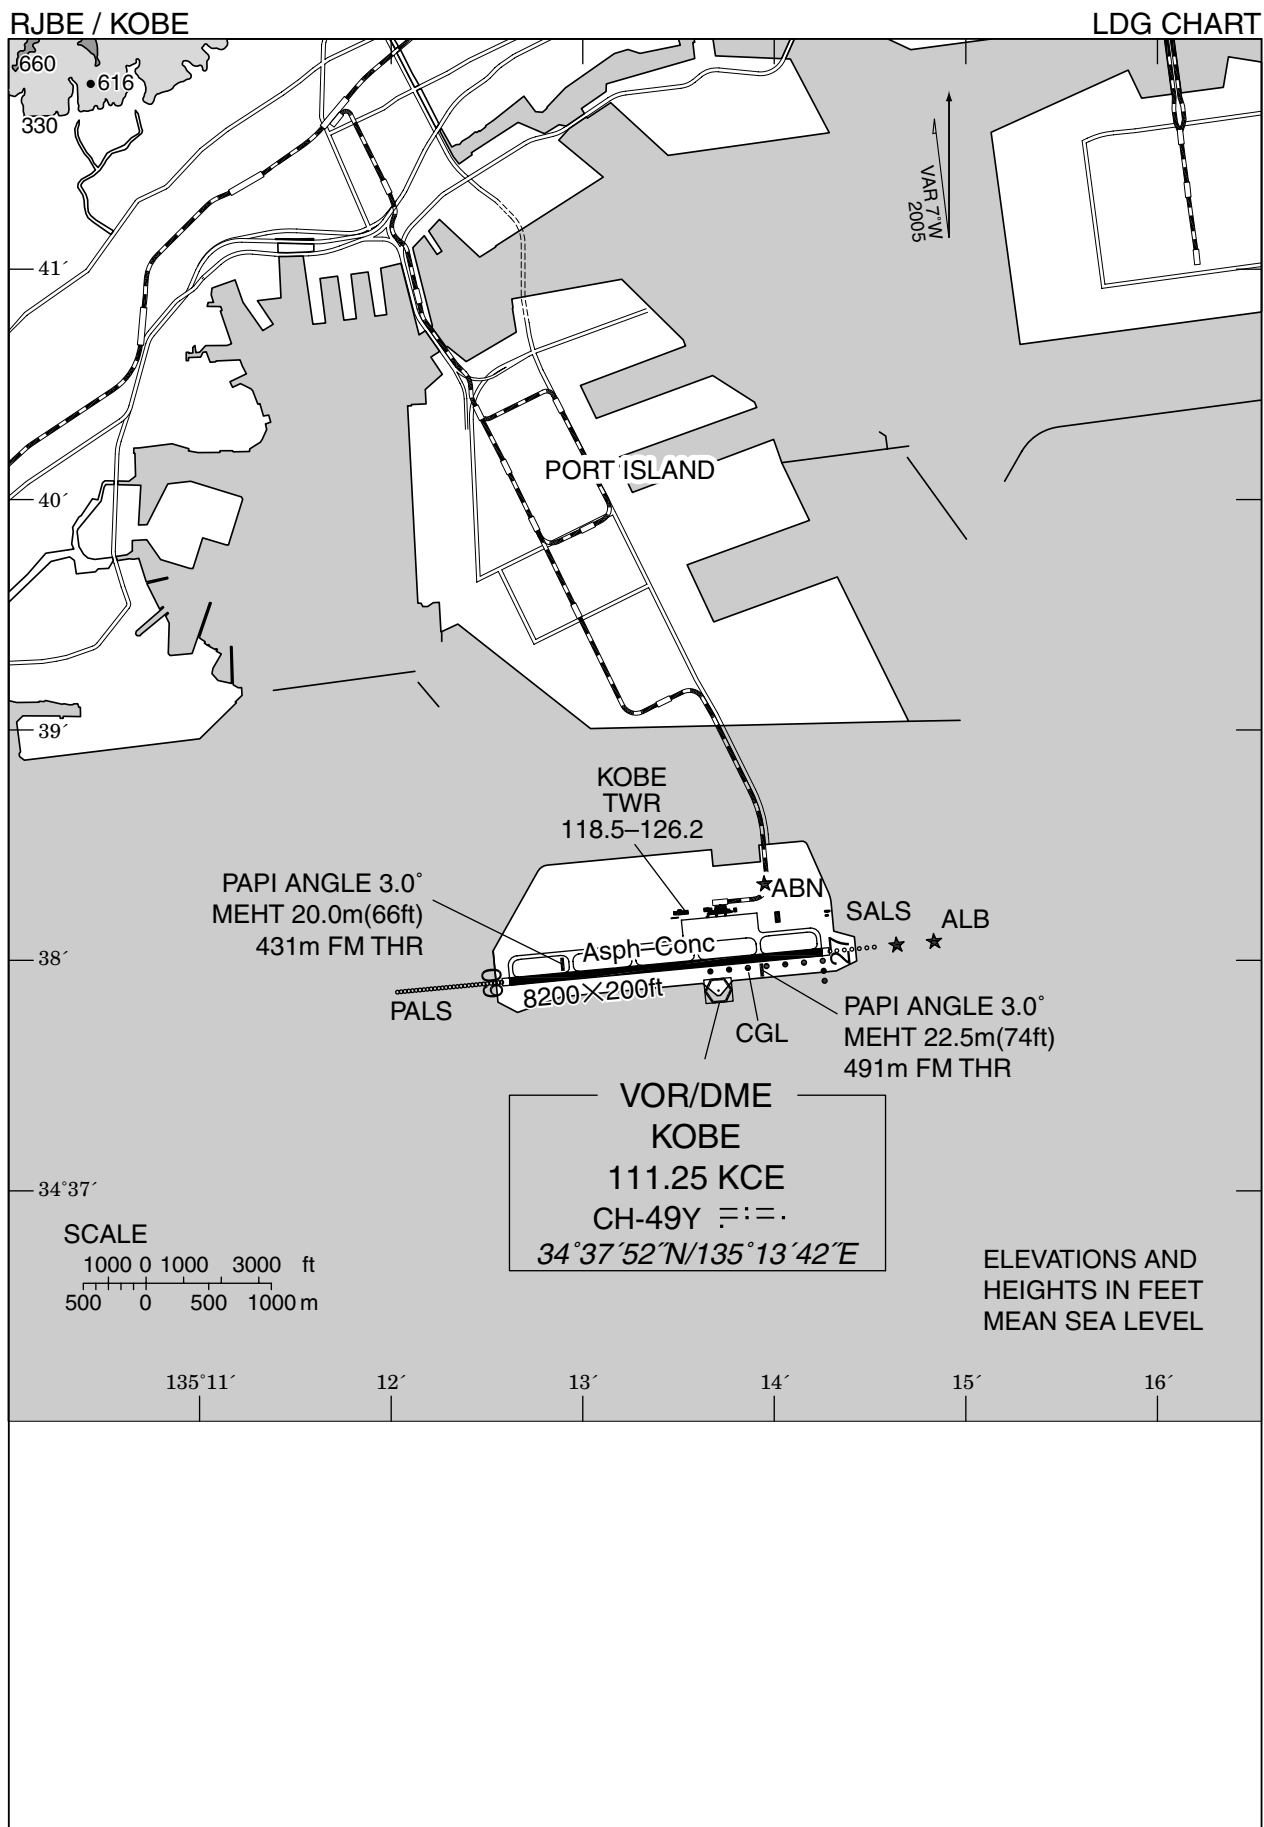 RJBE / KOBE
LDG CHART
660
616
330
VAR 7°W
2005
41´
PORT ISLAND
40´
39´
KOBE
TWR
118.5–126.2
PAPI ANGLE 3.0°
MEHT 20.0m(66ft)
431m FM THR
ABN
SALS
ALB
38´
Asph–Conc
27
09
8200×200ft
PALS
CGL
PAPI ANGLE 3.0°
MEHT 22.5m(74ft)
491m FM THR
VOR/DME
KOBE
111.25 KCE
CH-49Y
34°37´52˝N/135°13´42˝E
34°37´
SCALE
1000 0 1000 3000 ft
500 0 500 1000 m
ELEVATIONS AND
HEIGHTS IN FEET
MEAN SEA LEVEL
135°11´ 12´ 13´ 14´ 15´ 16´